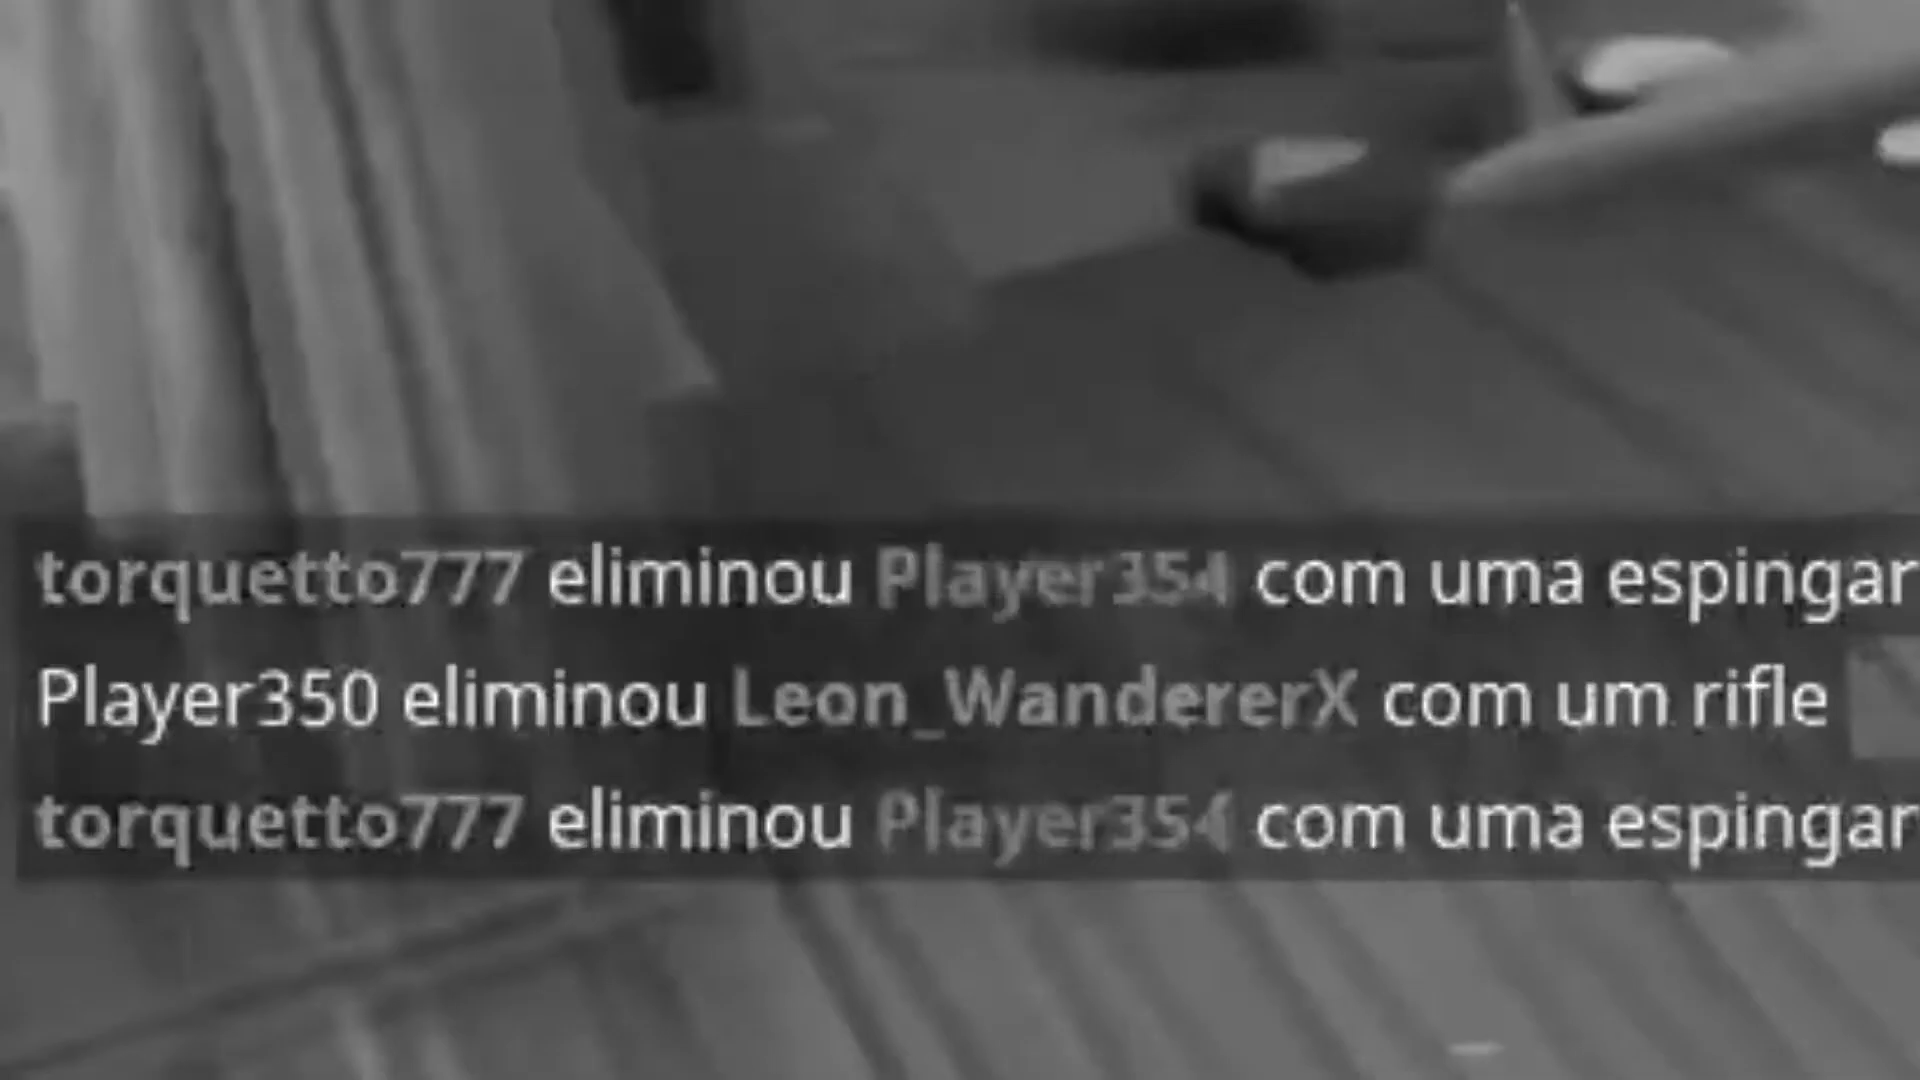 torquetto777 eliminou Player354 com uma espingar
Player350 eliminou Leon_WandererX com um rifle
torquetto777 eliminou Player354 com uma espingar